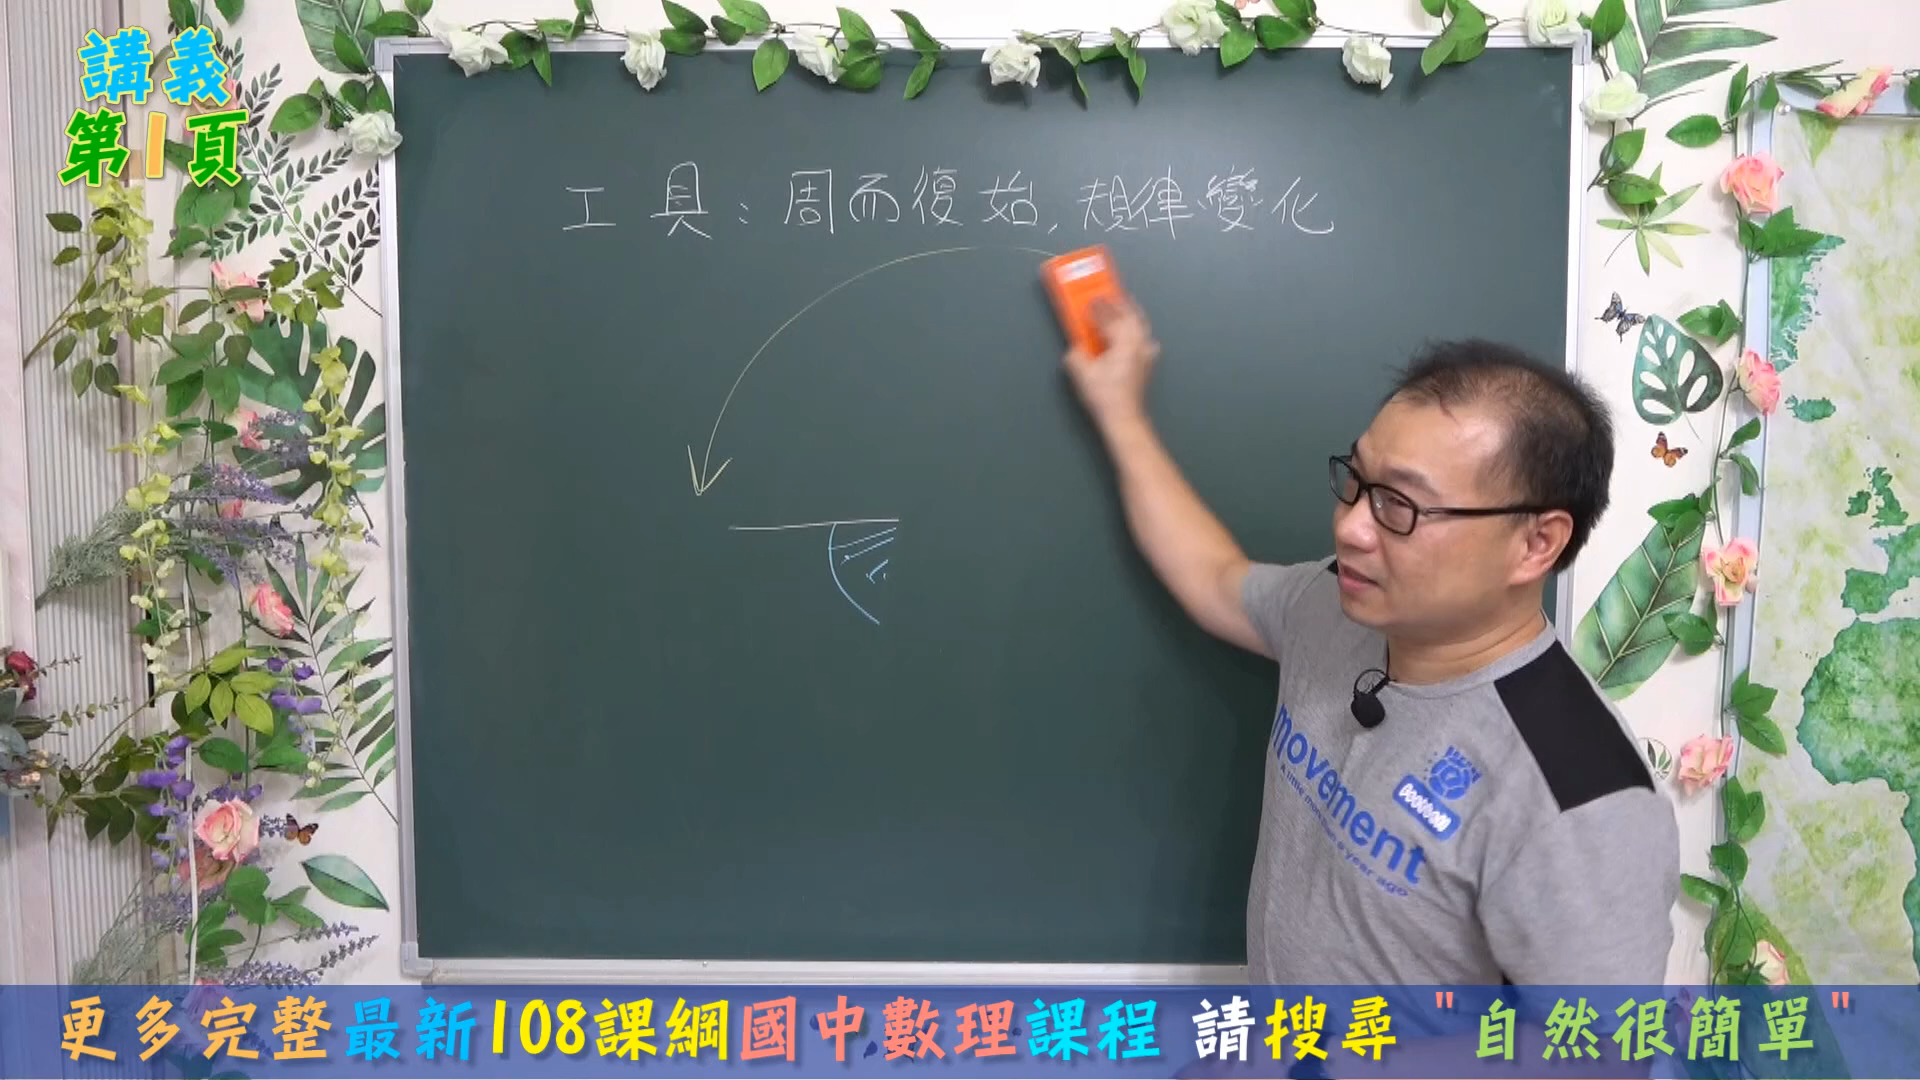 講義
第1頁
工具：周而復始，規律變化
movement
更多完整最新108課綱國中數理課程 請搜尋 "自然很簡單"